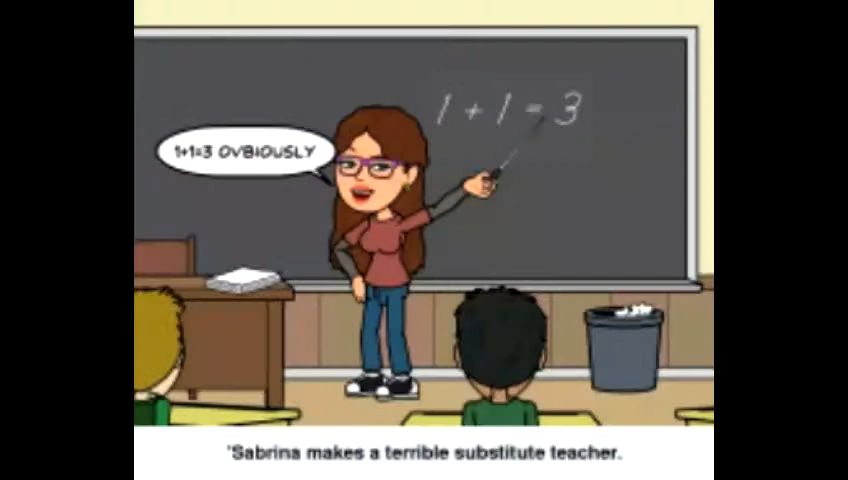 1 + 1 = 3
1+1=3 OVBIOUSLY
"Sabrina makes a terrible substitute teacher.